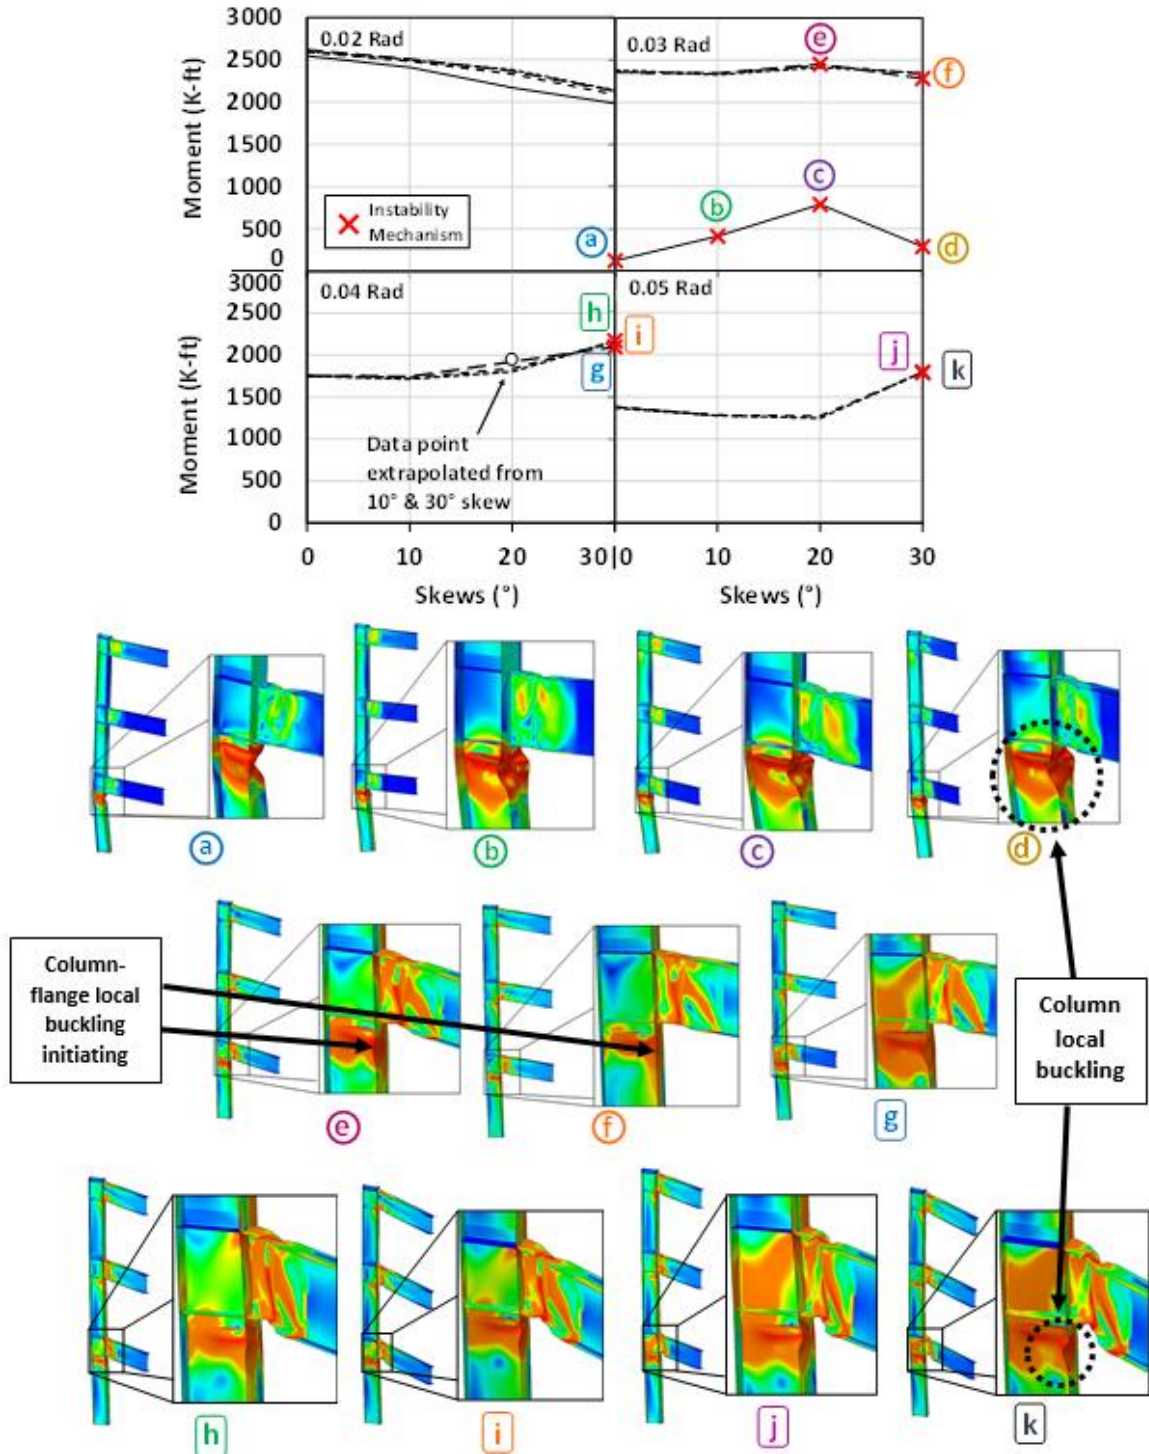 3000
2500
2000
1500
1000
500
0
Moment (K-ft)
0.02 Rad
Instability
Mechanism
0.03 Rad
a
b
c
d
e
f
3000
2500
2000
1500
1000
500
0
Moment (K-ft)
0.04 Rad
Data point
extrapolated from
10° & 30° skew
h
i
g
0.05 Rad
j
k
0 10 20 30 0 10 20 30
Skews (°) Skews (°)
a b c d
Column-
flange local
buckling
initiating
Column
local
buckling
e f g
h i j k